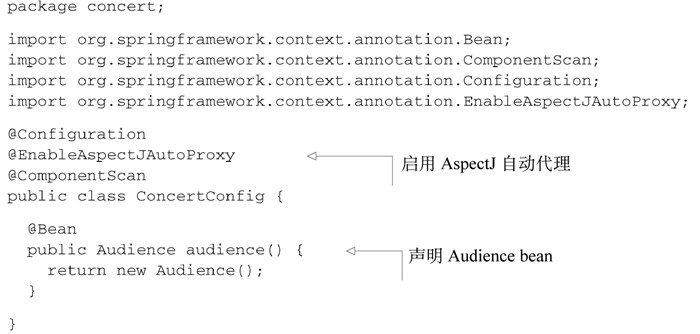 package concert;
import org.springframework.context.annotation.Bean;
import org.springframework.context.annotation.ComponentScan;
import org.springframework.context.annotation.Configuration;
import org.springframework.context.annotation.EnableAspectJAutoProxy;
@Configuration
@EnableAspectJAutoProxy
启用 AspectJ 自动代理
@ComponentScan
public class ConcertConfig {
@Bean
public Audience audience() {
声明 Audience bean
return new Audience();
}
}